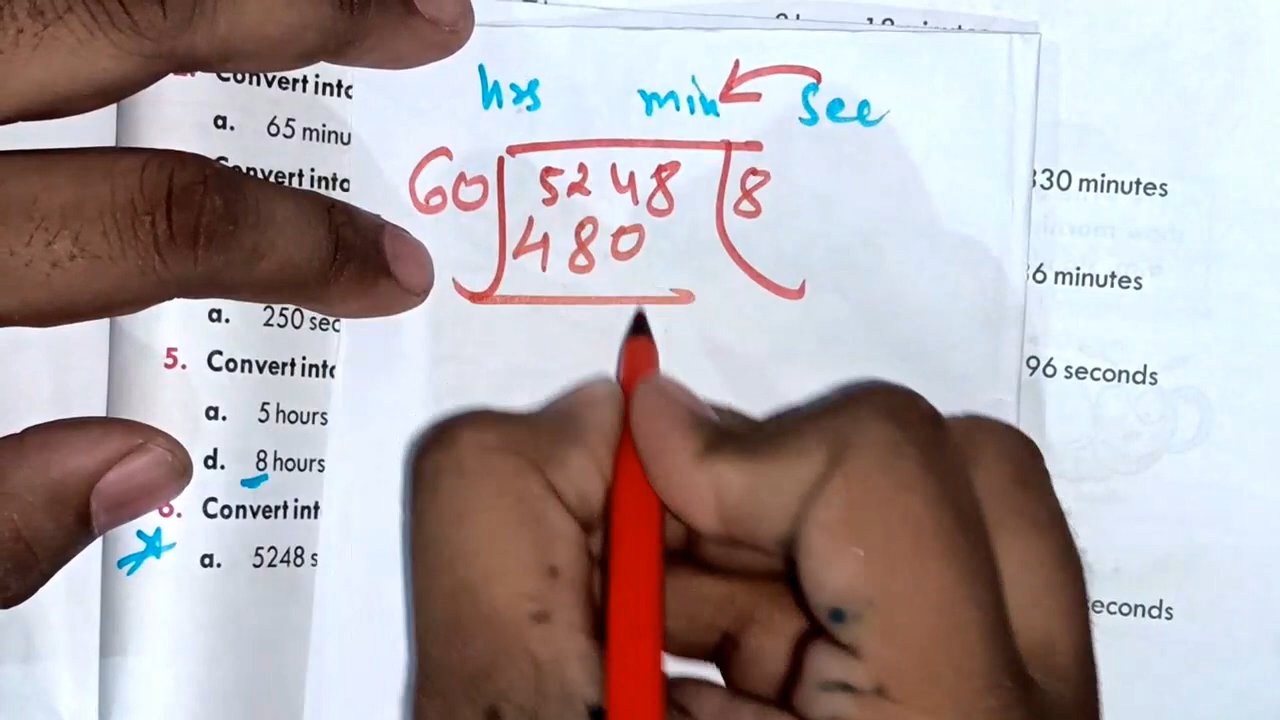 Convert into
a. 65 minu
Convert into
a. 250 sec
5. Convert into
a. 5 hours
d. 8 hours
6. Convert int
a. 5248 s
hrs min sec
60 5248 8
480
330 minutes
36 minutes
96 seconds
seconds